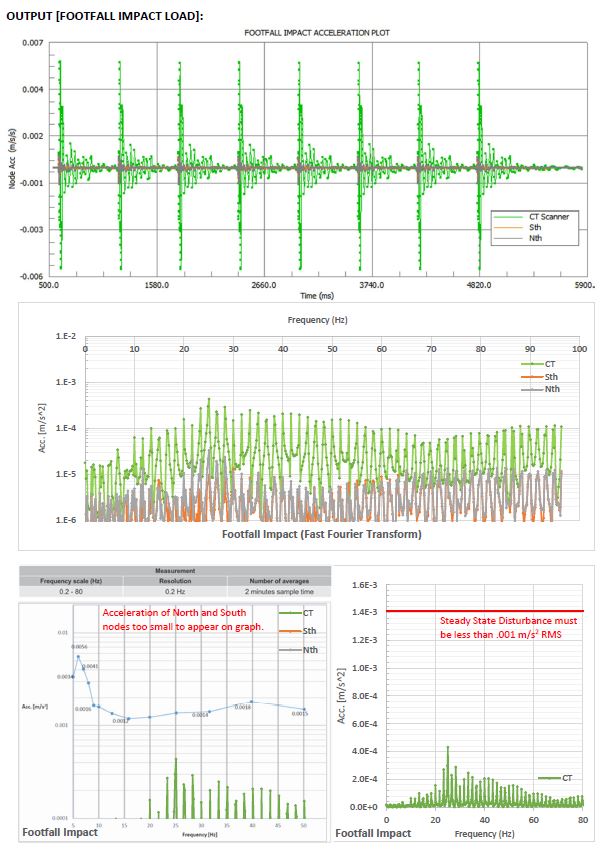 OUTPUT [FOOTFALL IMPACT LOAD]:
FOOTFALL IMPACT ACCELERATION PLOT
0.007
0.004
0.002
-0.001
-0.003
-0.006
Node Acc (m/s/s)
CT Scanner
Sth
Nth
500.0 1580.0 2660.0 3740.0 4820.0 5900.
Time (ms)
Frequency (Hz)
1.E-2
0 10 20 30 40 50 60 70 80 90 100
1.E-3
1.E-4
1.E-5
1.E-6
Acc. [m/s^2]
CT
Sth
Nth
Footfall Impact (Fast Fourier Transform)
Measurement
Frequency scale (Hz) Resolution Number of averages
0.2 - 80 0.2 Hz 2 minutes sample time
Acceleration of North and South
nodes too small to appear on graph.
CT
Sth
Nth
0.01
0.001
0.0001
Acc. [m/s²]
0.0056
0.0041
0.0016
0.0018
0.0015
5 10 15 20 25 30 35 40 45 50
Frequency [Hz]
Footfall Impact
1.6E-3
1.4E-3
1.2E-3
1.0E-3
8.0E-4
6.0E-4
4.0E-4
2.0E-4
0.0E+0
Acc. [m/s^2]
Steady State Disturbance must
be less than .001 m/s² RMS
CT
0 20 40 60 80
Footfall Impact Frequency (Hz)